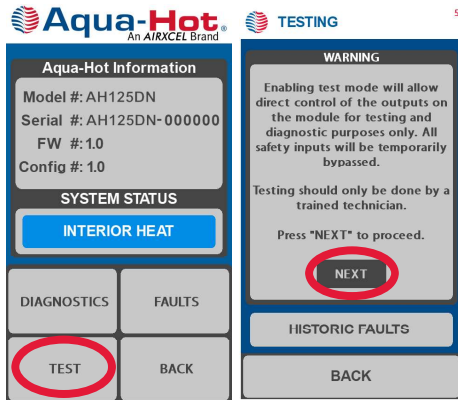 Aqua-Hot®
An AIRXCEL Brand
Aqua-Hot Information
Model #: AH125DN
Serial #: AH125DN-000000
FW #: 1.0
Config #: 1.0
SYSTEM STATUS
INTERIOR HEAT
DIAGNOSTICS
FAULTS
TEST
BACK
TESTING
5
WARNING
Enabling test mode will allow
direct control of the outputs on
the module for testing and
diagnostic purposes only. All
safety inputs will be temporarily
bypassed.
Testing should only be done by a
trained technician.
Press "NEXT" to proceed.
NEXT
HISTORIC FAULTS
BACK